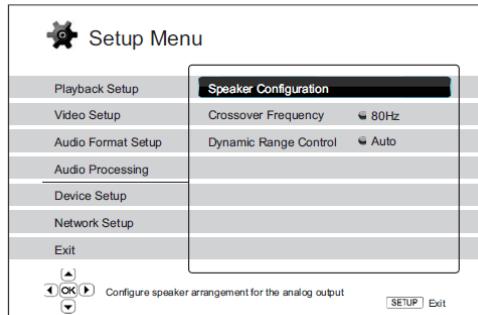 Setup Menu
Playback Setup
Video Setup
Audio Format Setup
Audio Processing
Device Setup
Network Setup
Exit
Speaker Configuration
Crossover Frequency 80Hz
Dynamic Range Control Auto
OK Configure speaker arrangement for the analog output
SETUP Exit